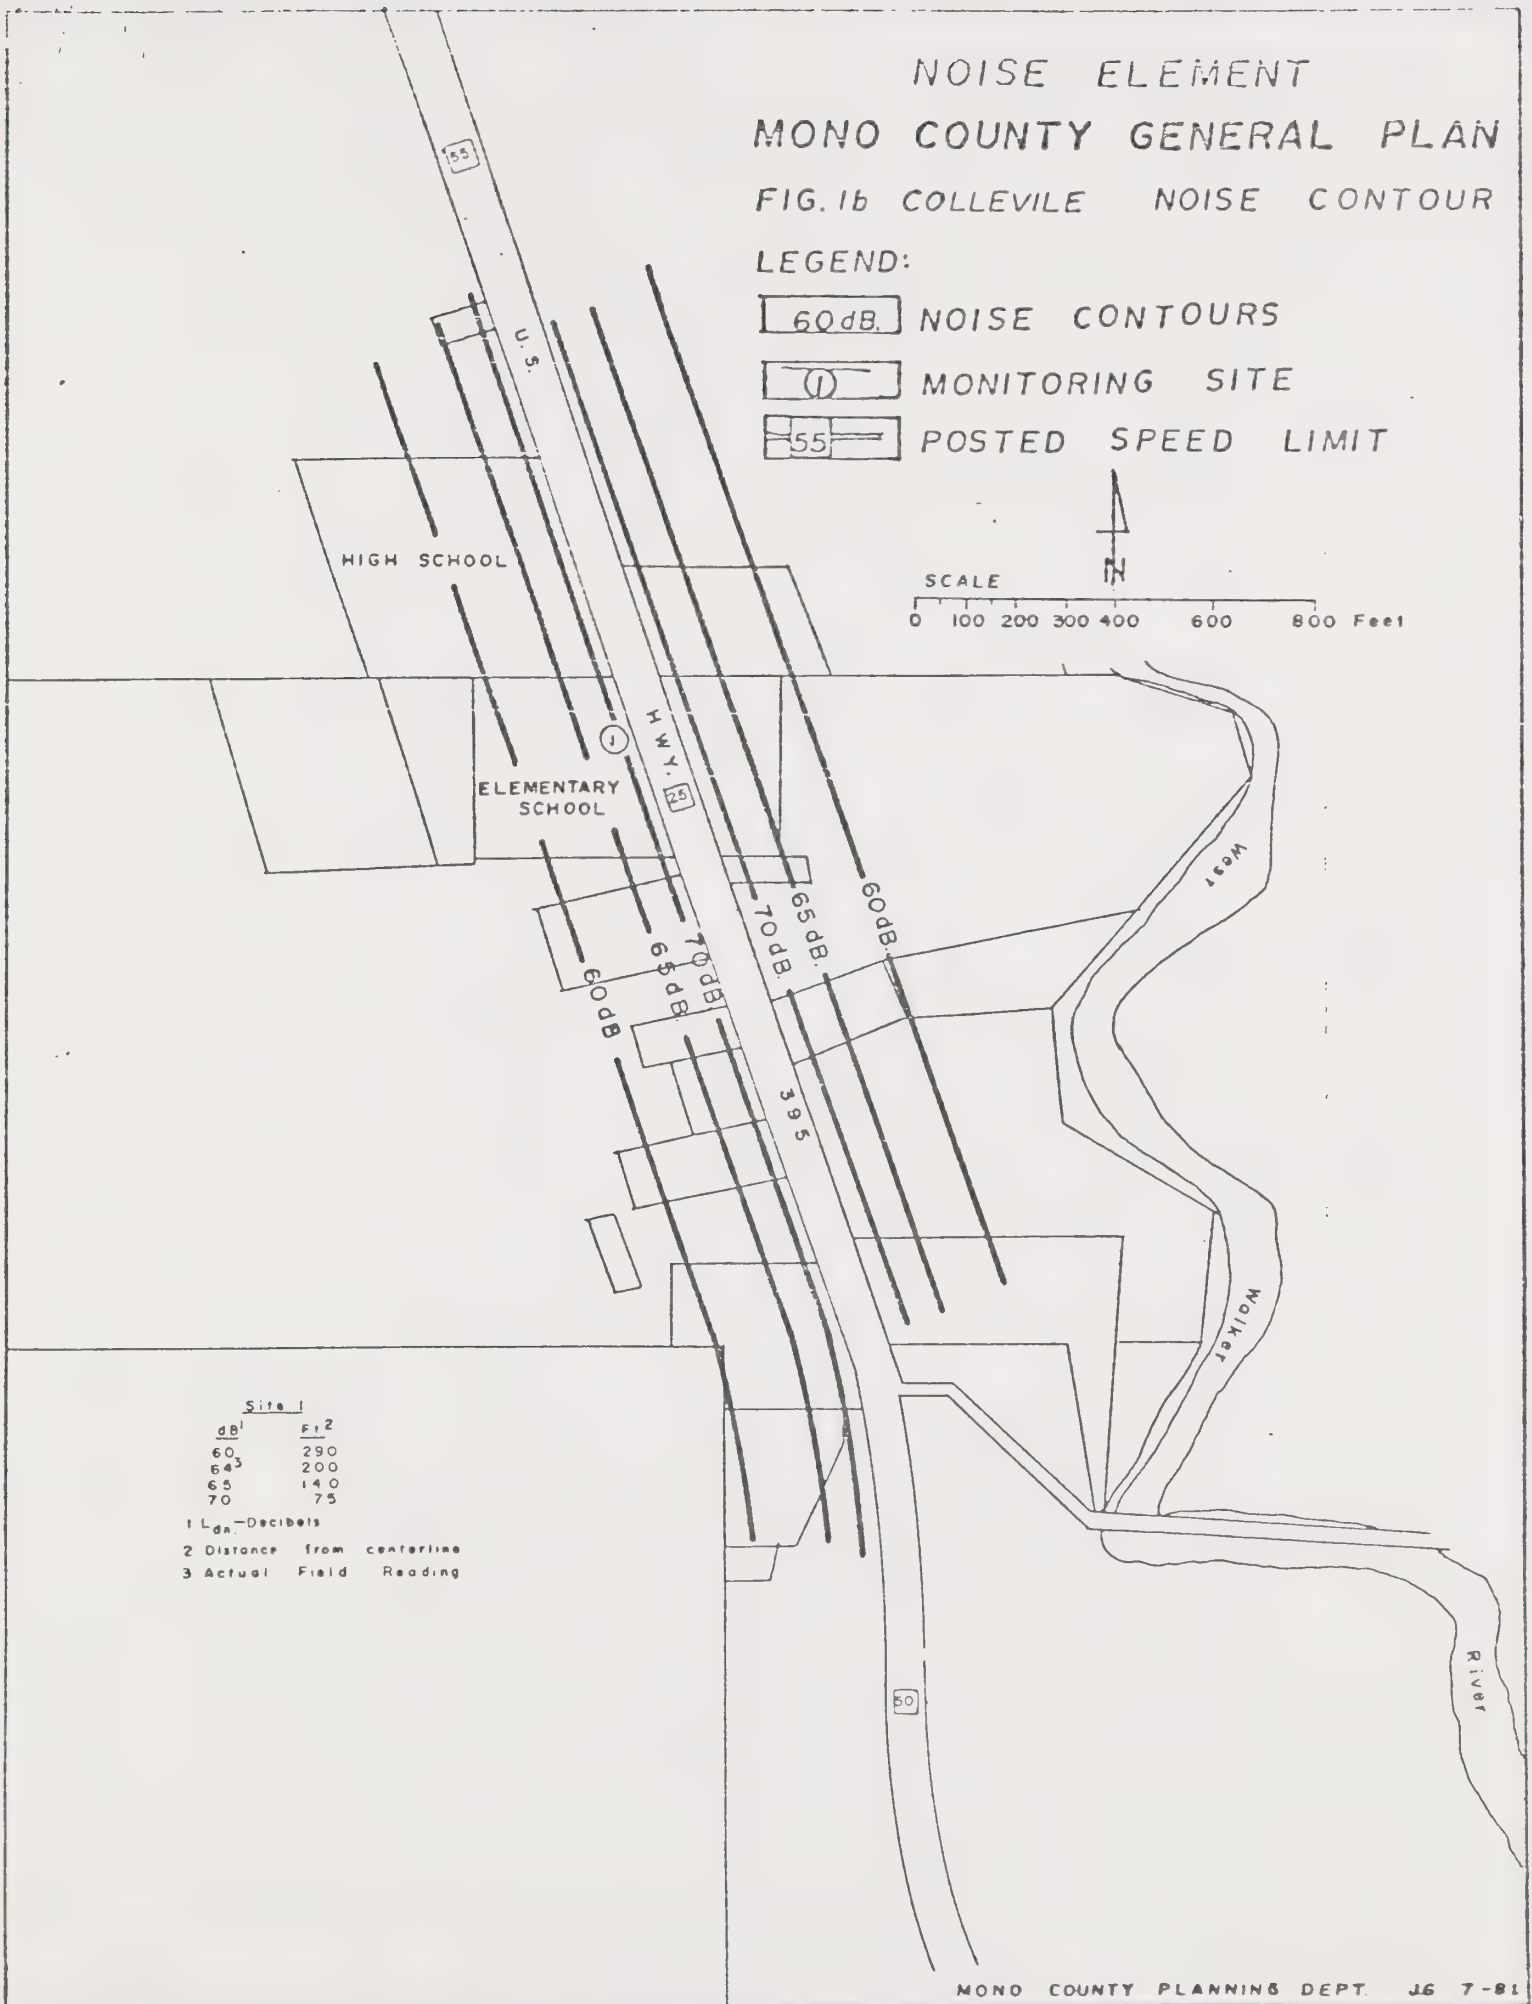 NOISE ELEMENT
MONO COUNTY GENERAL PLAN
FIG. 1b COLLEVILE NOISE CONTOUR
LEGEND:
60dB. NOISE CONTOURS
1 MONITORING SITE
55 POSTED SPEED LIMIT
N
SCALE
0 100 200 300 400 600 800 Feet
55
U.S.
HIGH SCHOOL
HWY.
1
25
ELEMENTARY
SCHOOL
60dB
65dB.
70dB
70dB.
65dB.
60dB.
395
West
Walker
River
50
Site 1
dB1 Ft2
60 290
643 200
65 140
70 75
1 Ldn.-Decibels
2 Distance from centerline
3 Actual Field Reading
MONO COUNTY PLANNING DEPT. JG 7-81